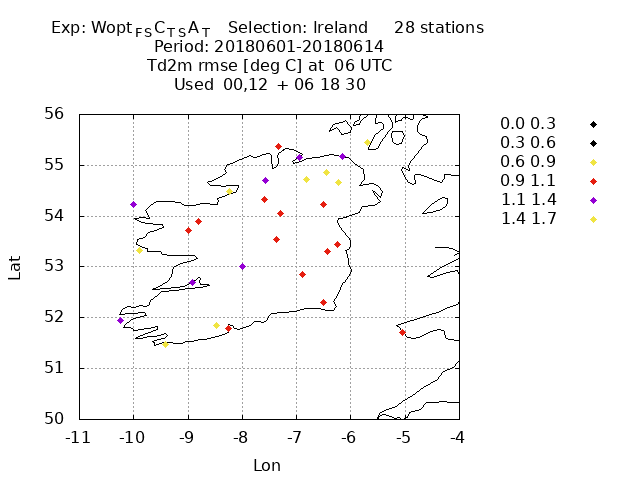 Exp: Wopt_FS C_TS A_T Selection: Ireland 28 stations
Period: 20180601-20180614
Td2m rmse [deg C] at 06 UTC
Used 00,12 + 06 18 30
56
55
54
53
52
51
50
Lat
-11 -10 -9 -8 -7 -6 -5 -4
Lon
0.0 0.3
0.3 0.6
0.6 0.9
0.9 1.1
1.1 1.4
1.4 1.7